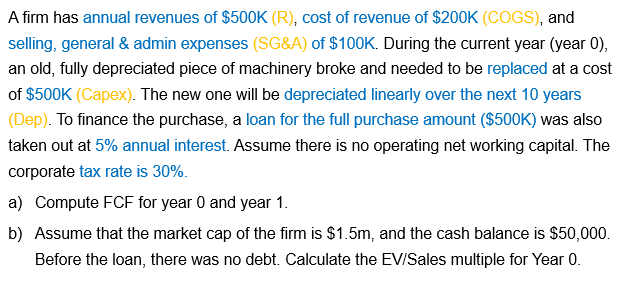 A firm has annual revenues of $500K (R), cost of revenue of $200K (COGS), and
selling, general & admin expenses (SG&A) of $100K. During the current year (year 0),
an old, fully depreciated piece of machinery broke and needed to be replaced at a cost
of $500K (Capex). The new one will be depreciated linearly over the next 10 years
(Dep). To finance the purchase, a loan for the full purchase amount ($500K) was also
taken out at 5% annual interest. Assume there is no operating net working capital. The
corporate tax rate is 30%.
a) Compute FCF for year 0 and year 1.
b) Assume that the market cap of the firm is $1.5m, and the cash balance is $50,000.
Before the loan, there was no debt. Calculate the EV/Sales multiple for Year 0.